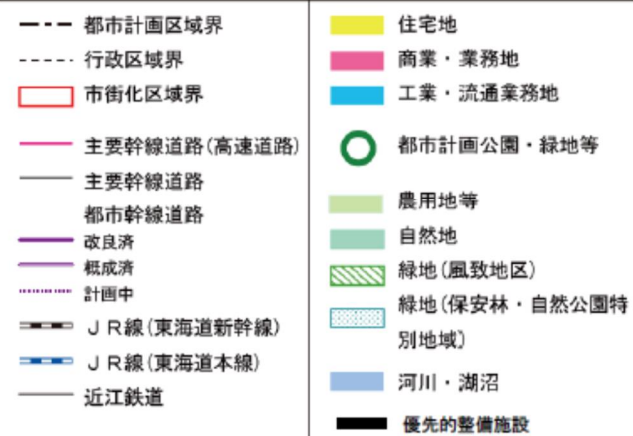 都市計画区域界
行政区域界
市街化区域界
主要幹線道路(高速道路)
主要幹線道路
都市幹線道路
改良済
概成済
計画中
JR線(東海道新幹線)
JR線(東海道本線)
近江鉄道
住宅地
商業・業務地
工業・流通業務地
都市計画公園・緑地等
農用地等
自然地
緑地(風致地区)
緑地(保安林・自然公園特
別地域)
河川・湖沼
優先的整備施設